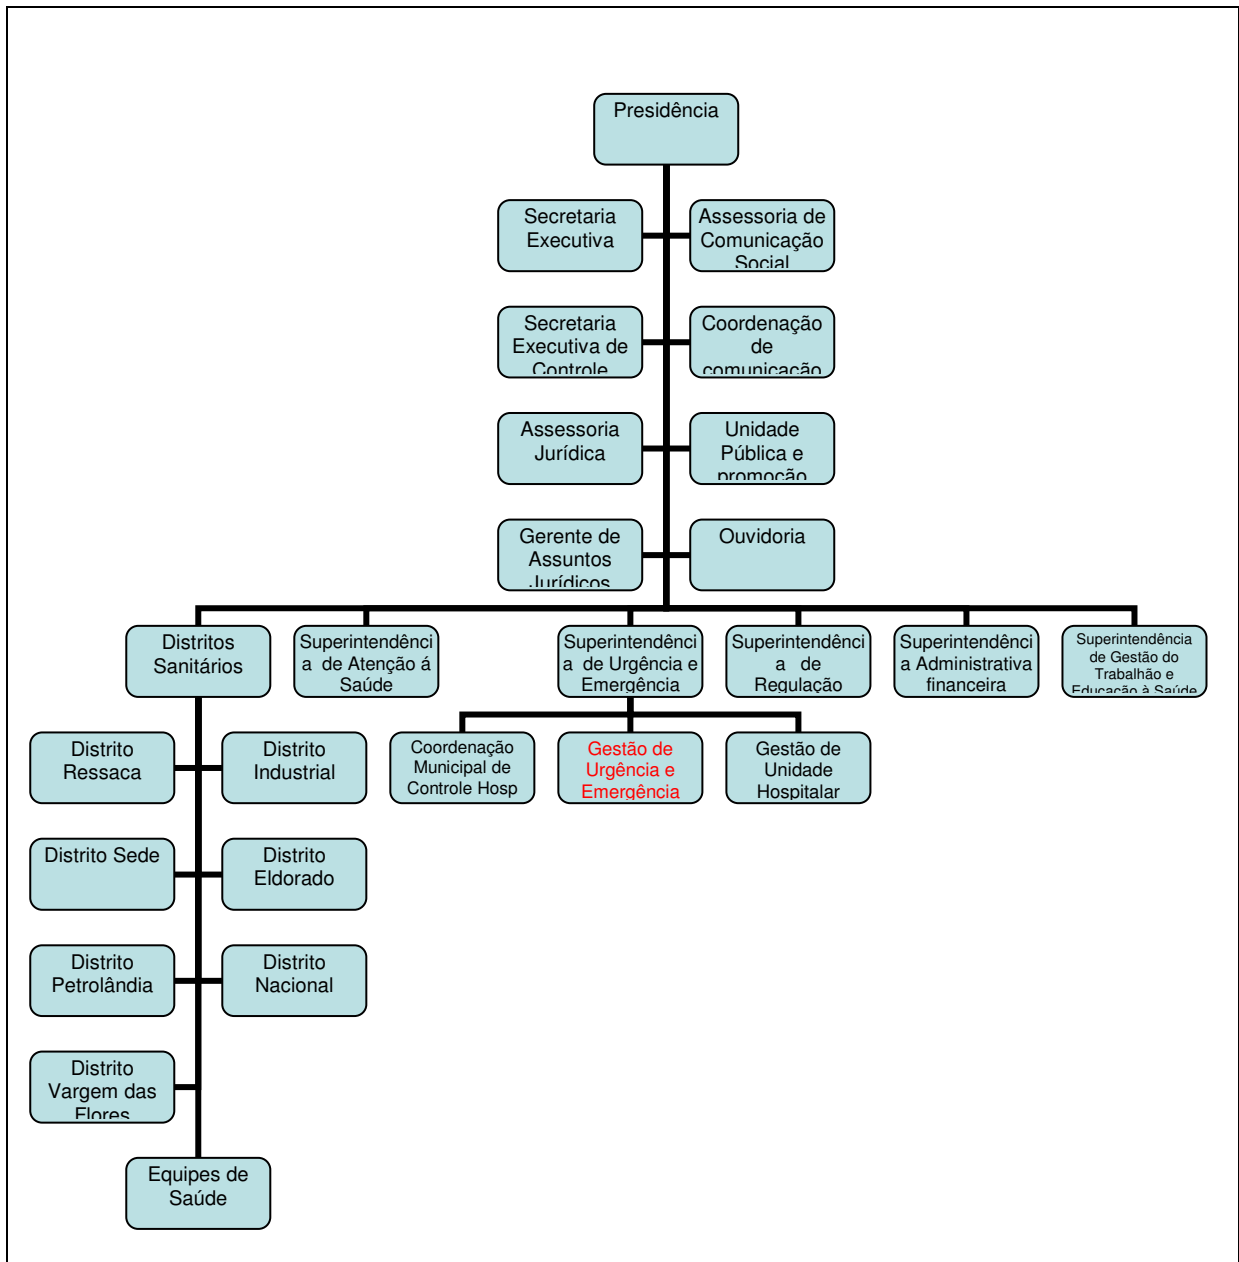 Presidência
Secretaria
Executiva
Assessoria de
Comunicação
Social
Secretaria
Executiva de
Controle
Coordenação
de
comunicação
Assessoria
Jurídica
Unidade
Pública e
promoção
Gerente de
Assuntos
Jurídicos
Ouvidoria
Distritos
Sanitários
Superintendênci
a de Atenção á
Saúde
Superintendênci
a de Urgência e
Emergência
Superintendênci
a de
Regulação
Superintendênci
a Administrativa
financeira
Superintendência
de Gestão do
Trabalhão e
Educação à Saúde
Distrito
Ressaca
Distrito
Industrial
Coordenação
Municipal de
Controle Hosp
Gestão de
Urgência e
Emergência
Gestão de
Unidade
Hospitalar
Distrito Sede
Distrito
Eldorado
Distrito
Petrolândia
Distrito
Nacional
Distrito
Vargem das
Flores
Equipes de
Saúde